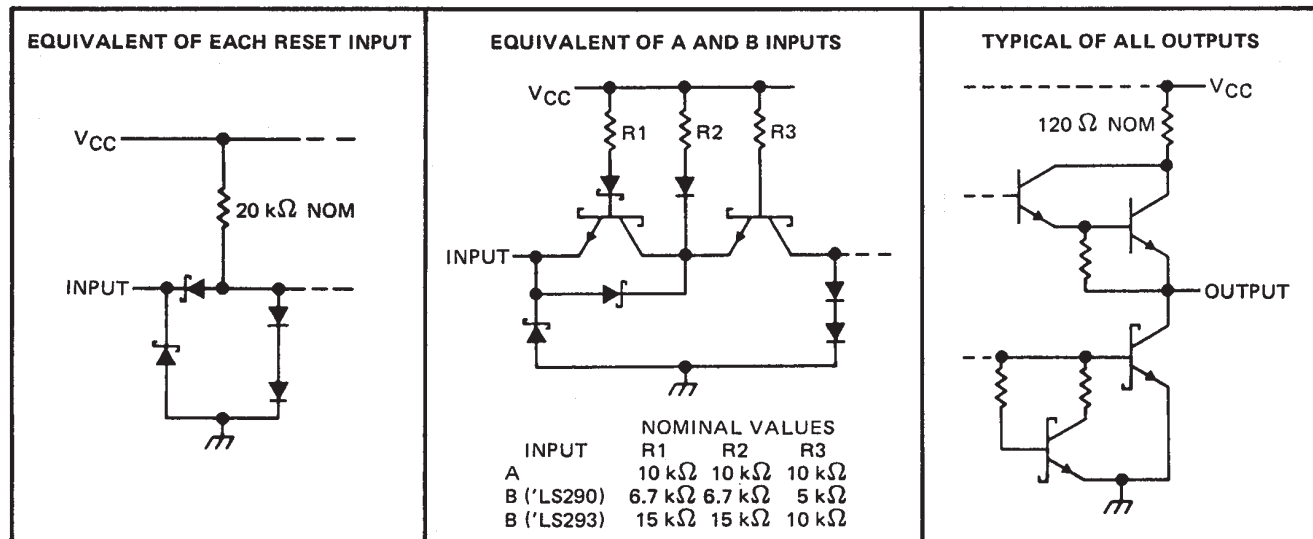 EQUIVALENT OF EACH RESET INPUT
VCC
20 kΩ NOM
INPUT
EQUIVALENT OF A AND B INPUTS
VCC
R1 R2 R3
INPUT
NOMINAL VALUES
INPUT R1 R2 R3
A 10 kΩ 10 kΩ 10 kΩ
B ('LS290) 6.7 kΩ 6.7 kΩ 5 kΩ
B ('LS293) 15 kΩ 15 kΩ 10 kΩ
TYPICAL OF ALL OUTPUTS
VCC
120 Ω NOM
OUTPUT